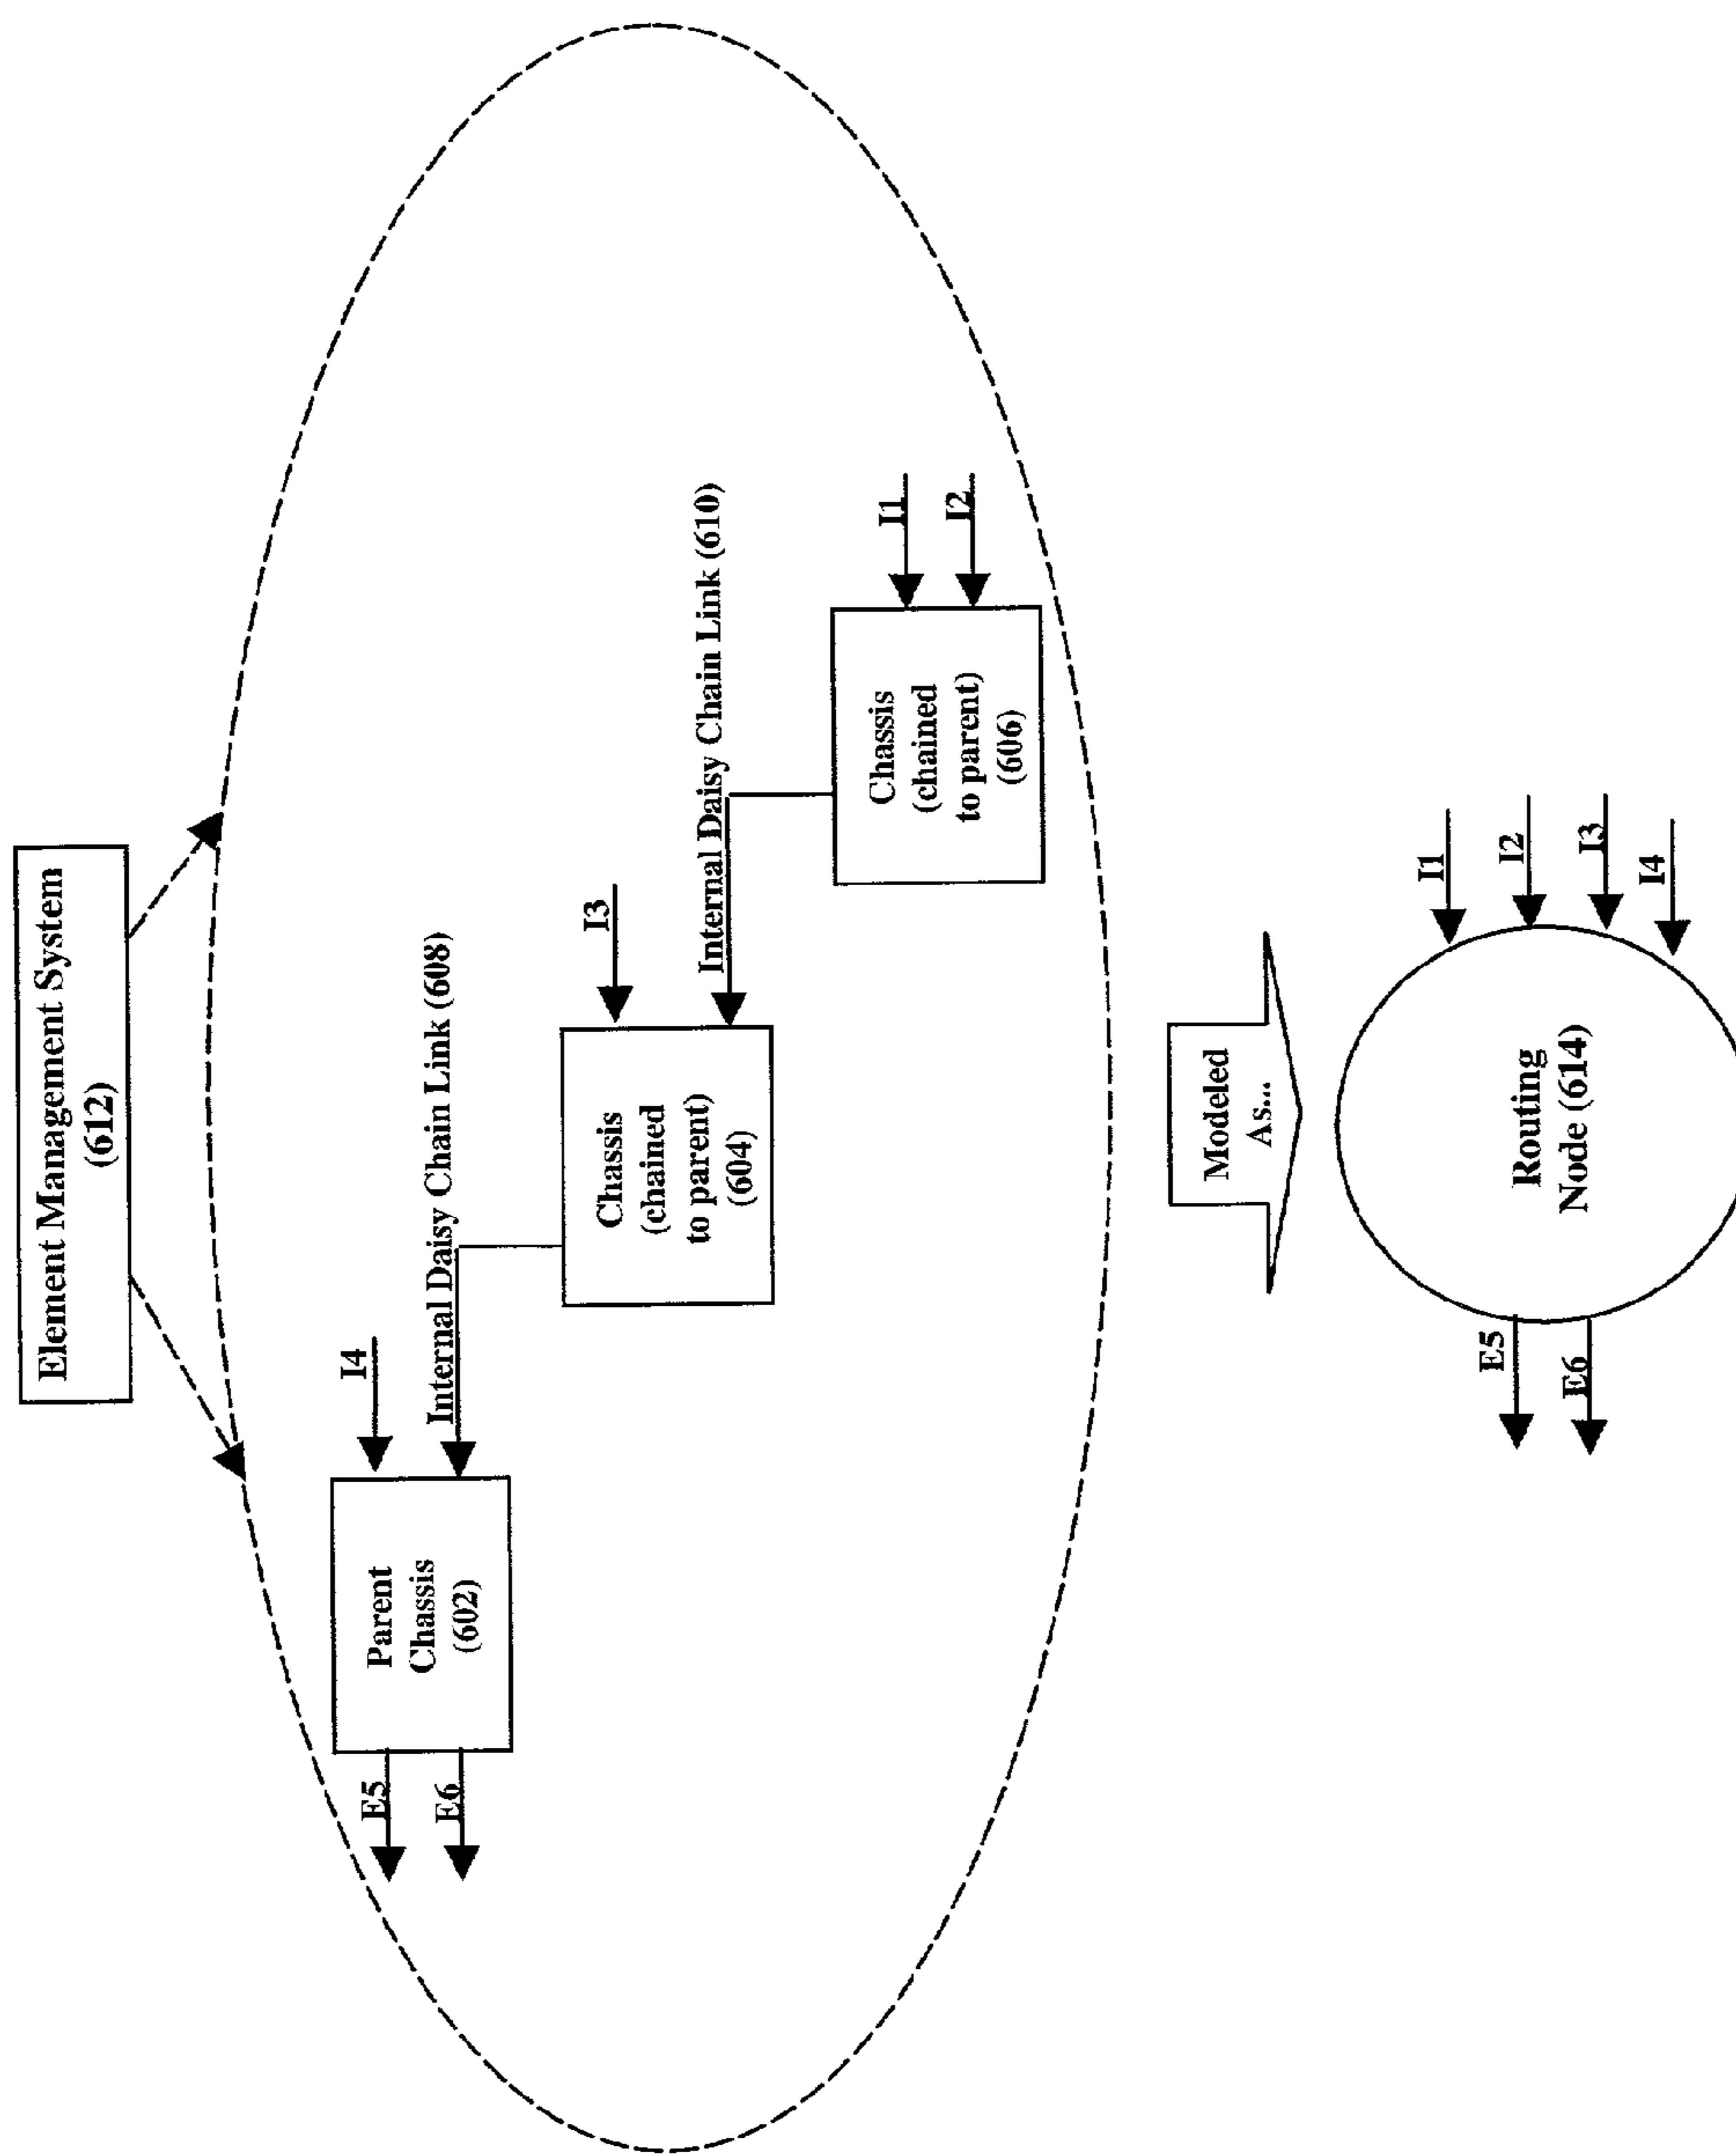 Element Management System
(612)
E5
E6
Parent
Chassis
(602)
I4
Internal Daisy Chain Link (608)
Chassis
(chained
to parent)
(604)
I3
Internal Daisy Chain Link (610)
Chassis
(chained
to parent)
(606)
I1
I2
Modeled
As...
E5
E6
Routing
Node (614)
I1
I2
I3
I4